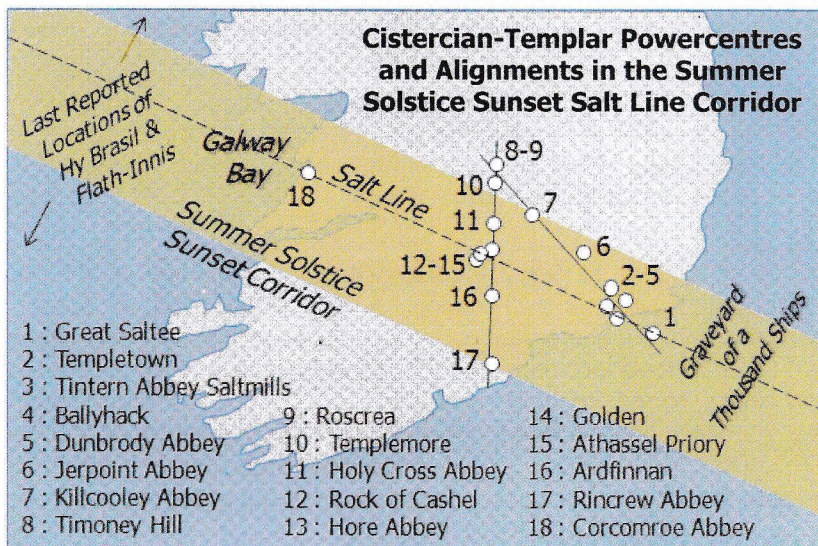 Cistercian-Templar Powercentres
and Alignments in the Summer
Solstice Sunset Salt Line Corridor
Last Reported
Locations of
Hy Brasil &
Flath-Innis
Galway
Bay
18
Salt Line
Summer Solstice
Sunset Corridor
8-9
10
7
11
6
12-15
2-5
16
1
17
Graveyard
of a
Thousand Ships
1 : Great Saltee
2 : Templetown
3 : Tintern Abbey Saltmills
4 : Ballyhack
5 : Dunbrody Abbey
6 : Jerpoint Abbey
7 : Killcooley Abbey
8 : Timoney Hill
9 : Roscrea
10 : Templemore
11 : Holy Cross Abbey
12 : Rock of Cashel
13 : Hore Abbey
14 : Golden
15 : Athassel Priory
16 : Ardfinnan
17 : Rincrew Abbey
18 : Corcomroe Abbey